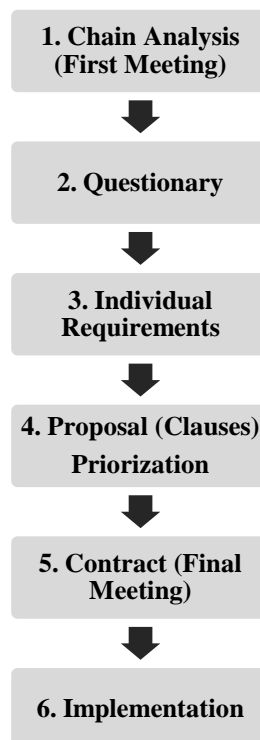 1. Chain Analysis
(First Meeting)
2. Questionary
3. Individual
Requirements
4. Proposal (Clauses)
Priorization
5. Contract (Final
Meeting)
6. Implementation